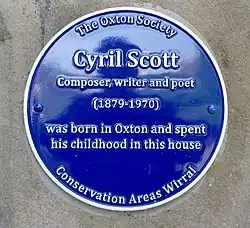 The Oxton Society
Cyril Scott
Composer, writer and poet
(1879-1970)
was born in Oxton and spent
his childhood in this house
Conservation Areas Wirral